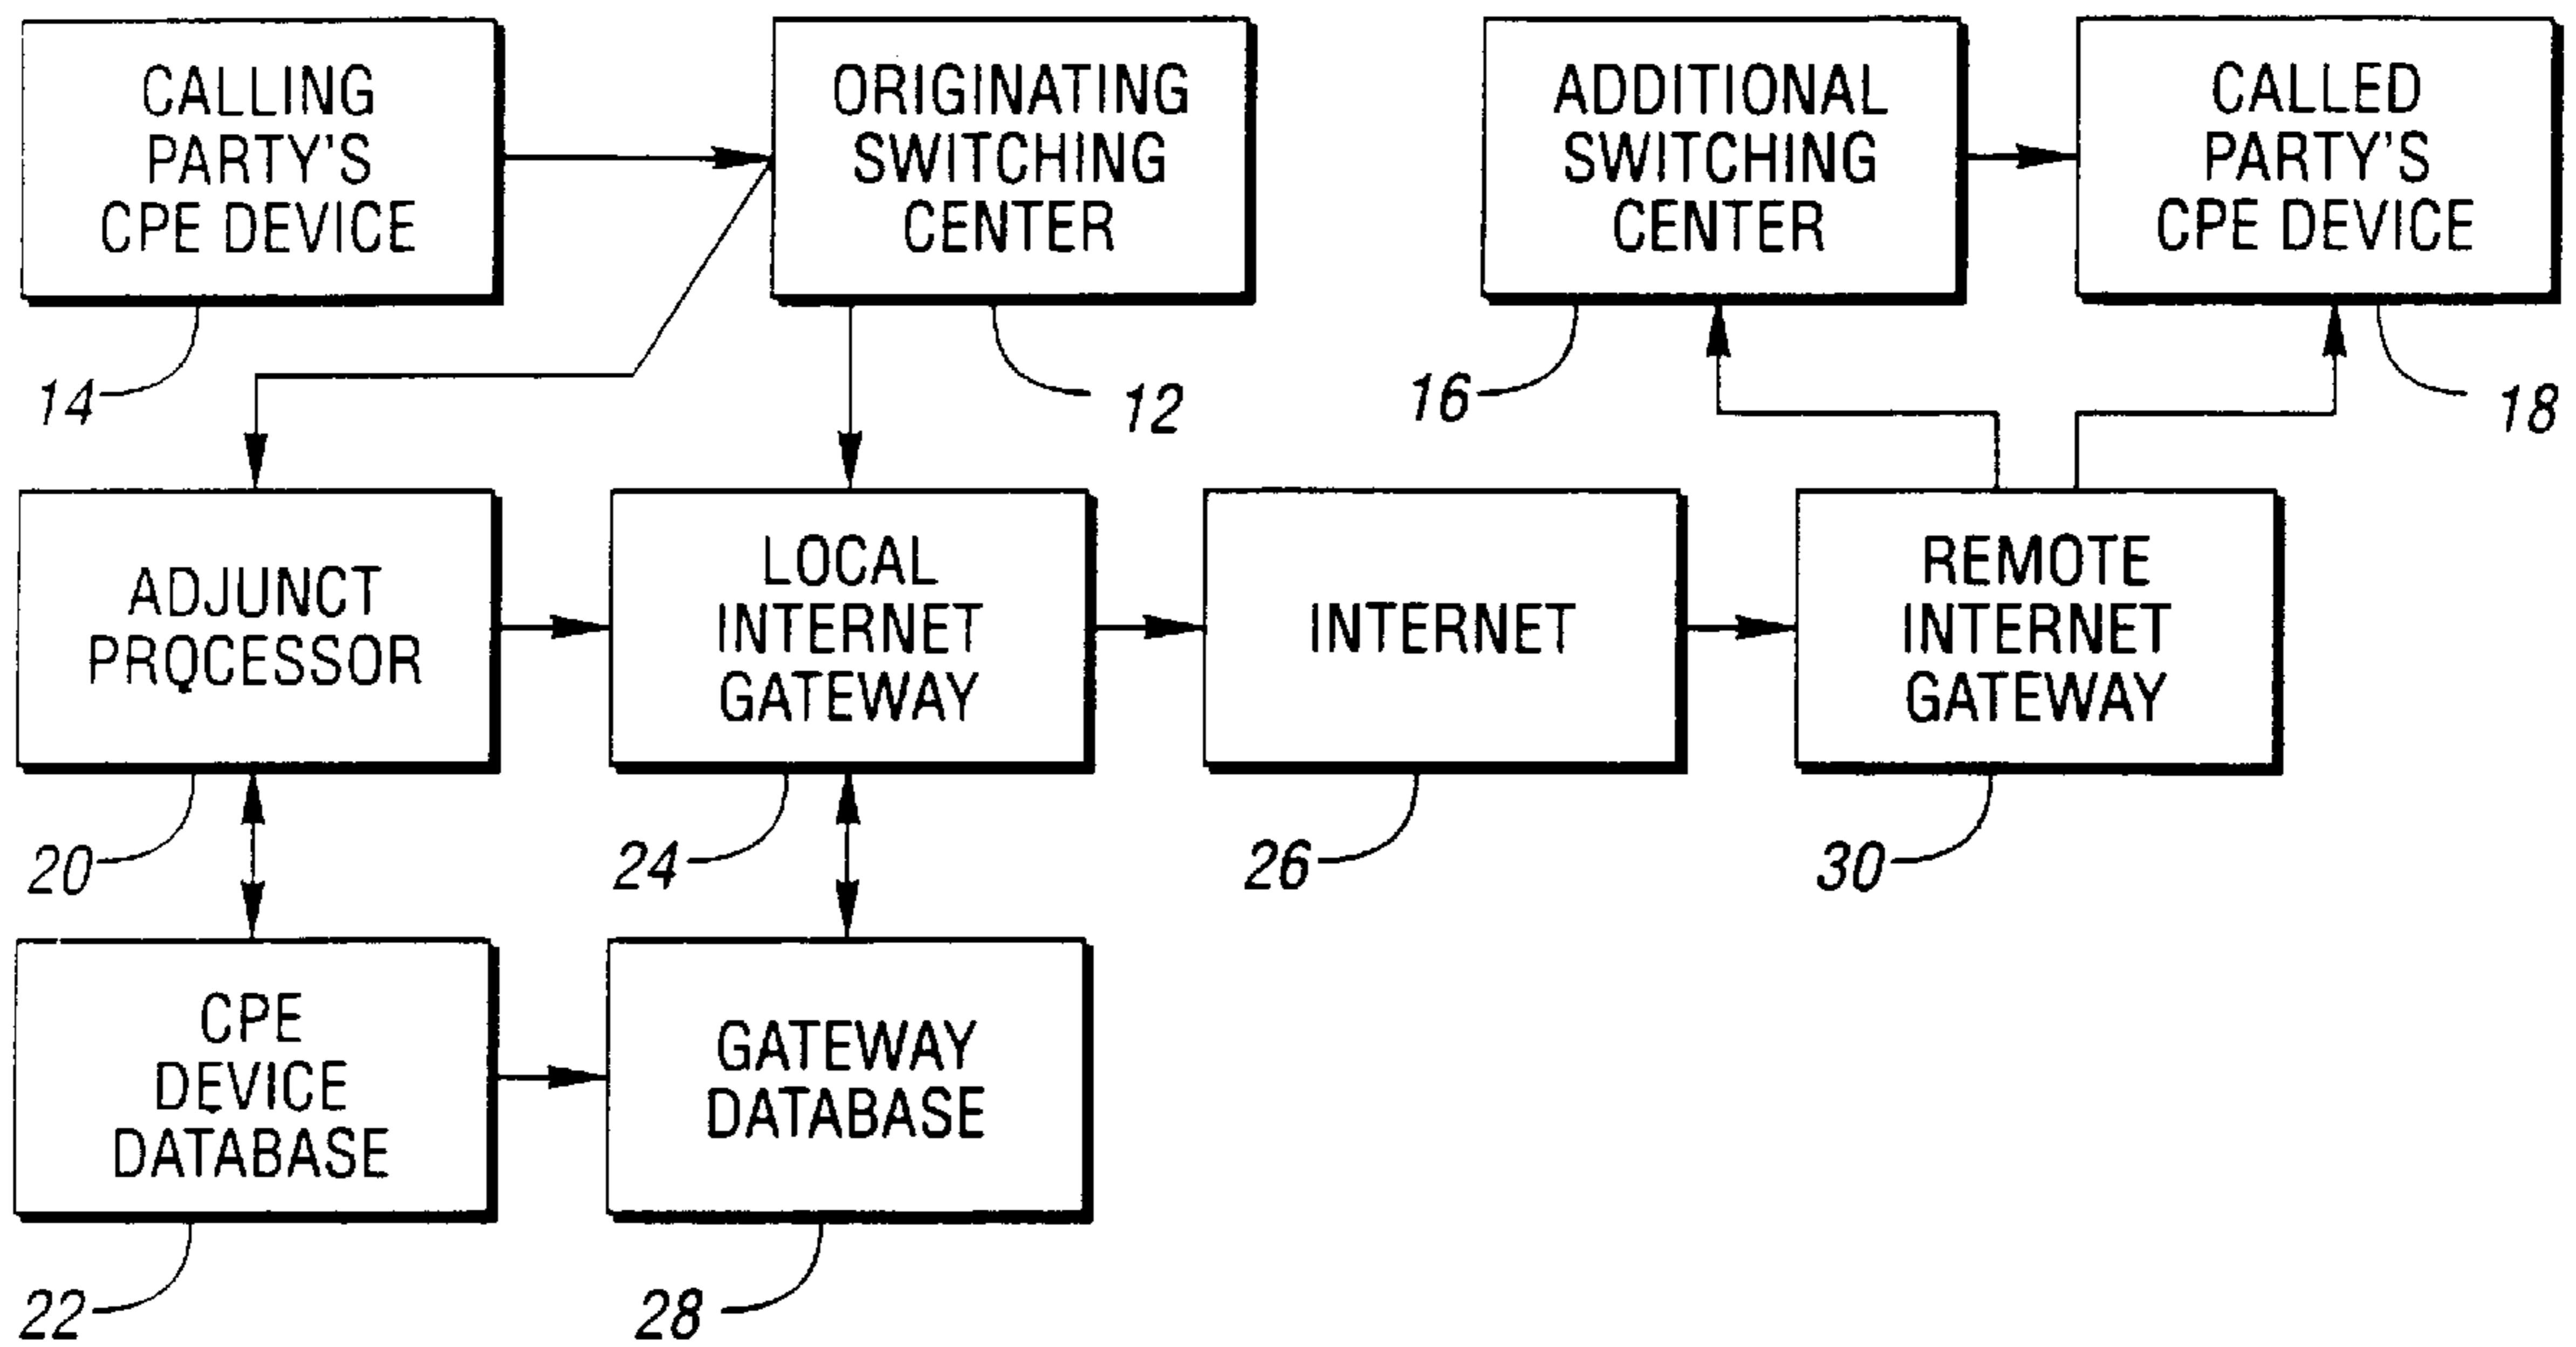 CALLING
PARTY'S
CPE DEVICE
ORIGINATING
SWITCHING
CENTER
ADDITIONAL
SWITCHING
CENTER
CALLED
PARTY'S
CPE DEVICE
14
12
16
18
ADJUNCT
PROCESSOR
LOCAL
INTERNET
GATEWAY
INTERNET
REMOTE
INTERNET
GATEWAY
20
24
26
30
CPE
DEVICE
DATABASE
GATEWAY
DATABASE
22
28